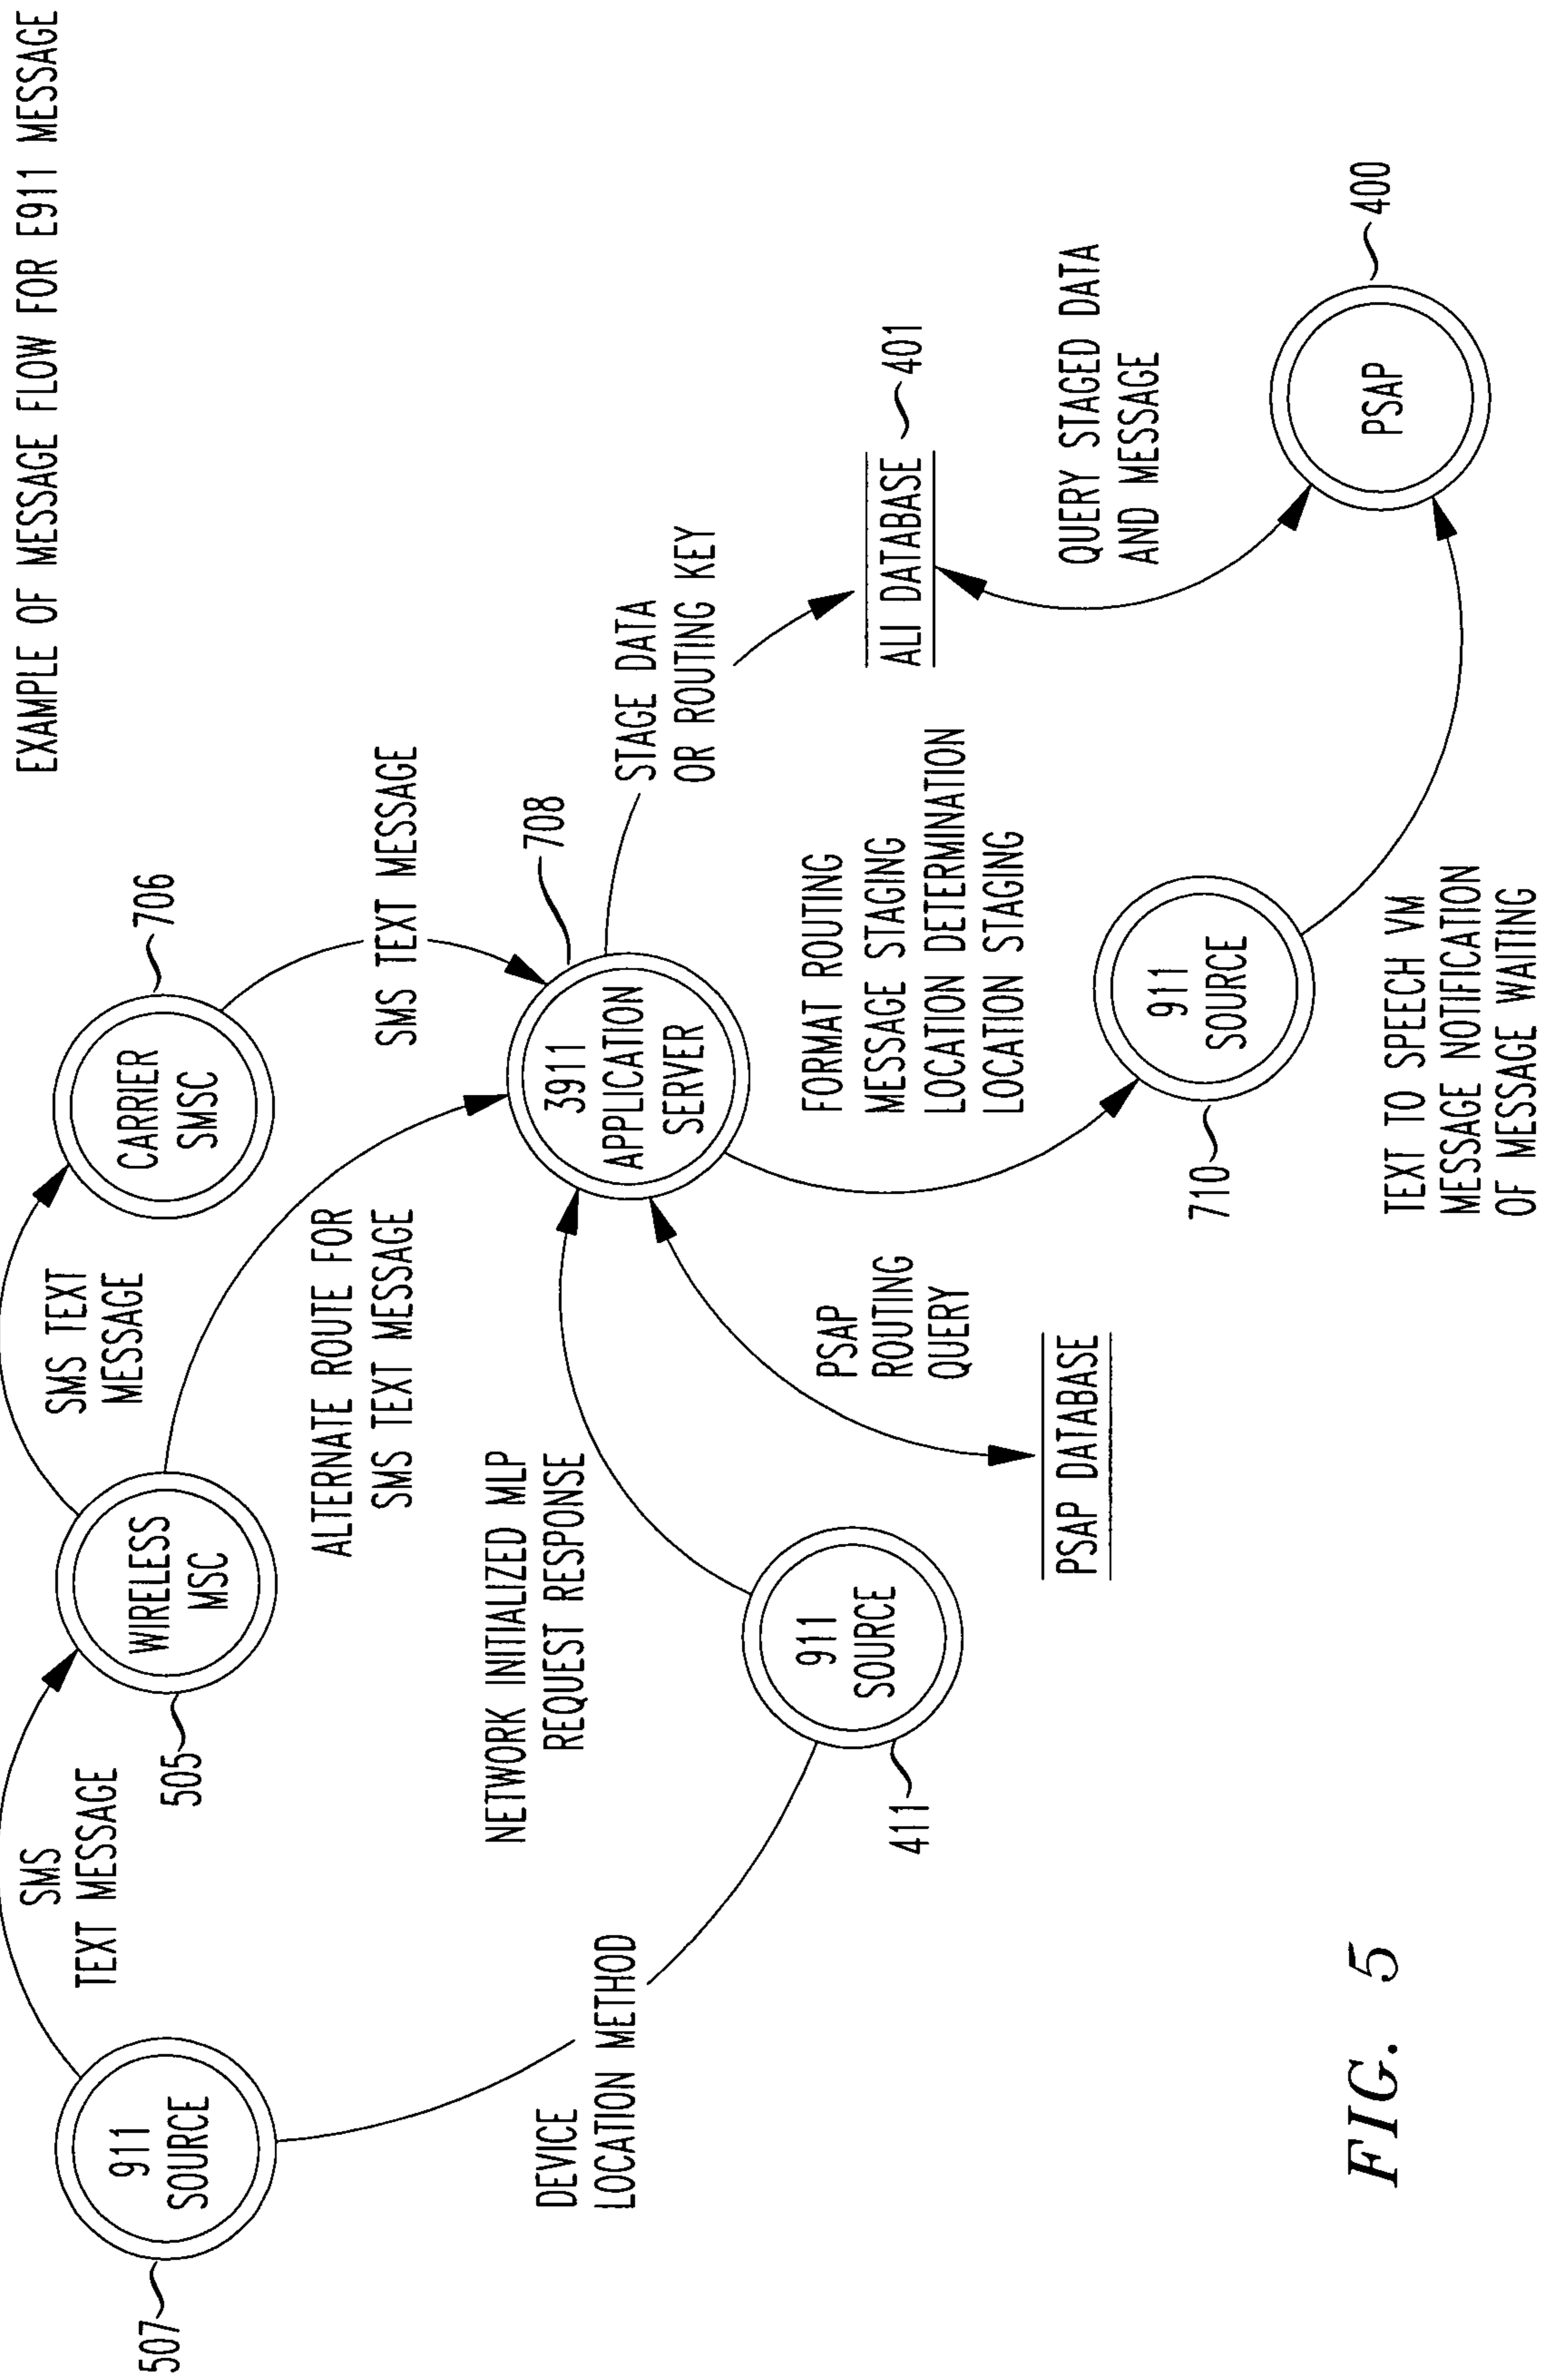 EXAMPLE OF MESSAGE FLOW FOR E911 MESSAGE
507
911
SOURCE
SMS
TEXT MESSAGE
505
WIRELESS
MSC
SMS TEXT
MESSAGE
706
CARRIER
SMSC
ALTERNATE ROUTE FOR
SMS TEXT MESSAGE
SMS TEXT MESSAGE
708
3911
APPLICATION
SERVER
STAGE DATA
OR ROUTING KEY
DEVICE
LOCATION METHOD
NETWORK INITIALIZED MLP
REQUEST RESPONSE
411
911
SOURCE
PSAP
ROUTING
QUERY
PSAP DATABASE
FORMAT ROUTING
MESSAGE STAGING
LOCATION DETERMINATION
LOCATION STAGING
ALI DATABASE
401
QUERY STAGED DATA
AND MESSAGE
710
911
SOURCE
PSAP
400
TEXT TO SPEECH VM
MESSAGE NOTIFICATION
OF MESSAGE WAITING
FIG. 5